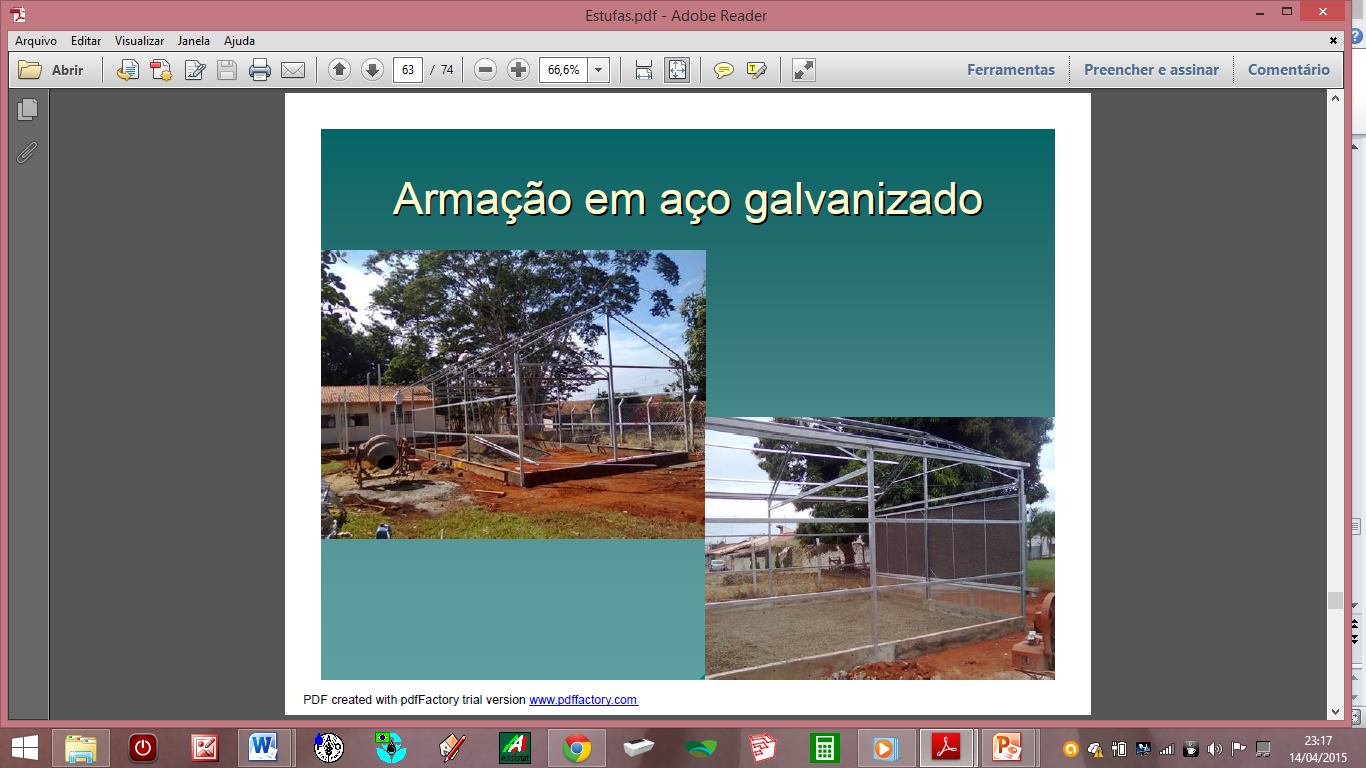 Estufas.pdf - Adobe Reader
Arquivo Editar Visualizar Janela Ajuda
Abrir 63 / 74 66,6% Ferramentas Preencher e assinar Comentário
Armação em aço galvanizado
PDF created with pdfFactory trial version www.pdffactory.com
Assistat
23:17
14/04/2015